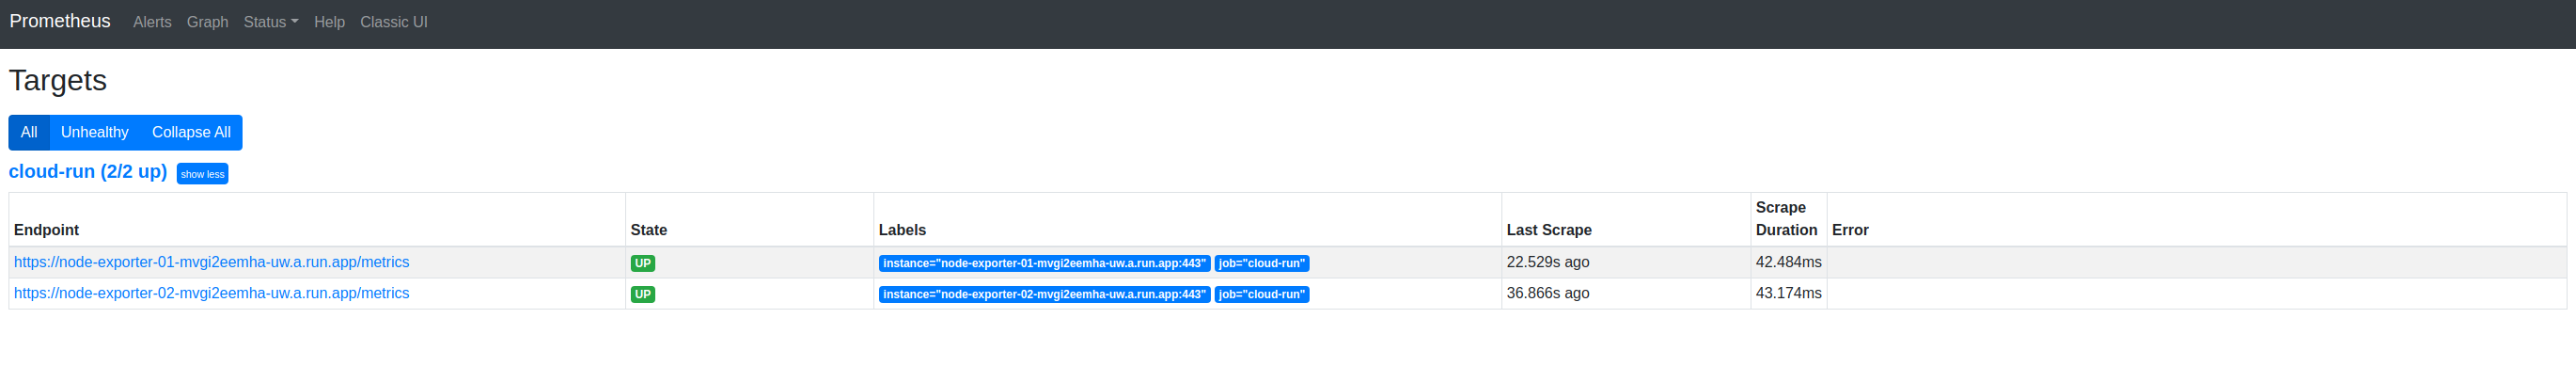 Prometheus Alerts Graph Status Help Classic UI
Targets
All Unhealthy Collapse All
cloud-run (2/2 up) show less
Endpoint State Labels Last Scrape Scrape Duration Error
https://node-exporter-01-mvgi2eemha-uw.a.run.app/metrics UP instance="node-exporter-01-mvgi2eemha-uw.a.run.app:443" job="cloud-run" 22.529s ago 42.484ms
https://node-exporter-02-mvgi2eemha-uw.a.run.app/metrics UP instance="node-exporter-02-mvgi2eemha-uw.a.run.app:443" job="cloud-run" 36.866s ago 43.174ms